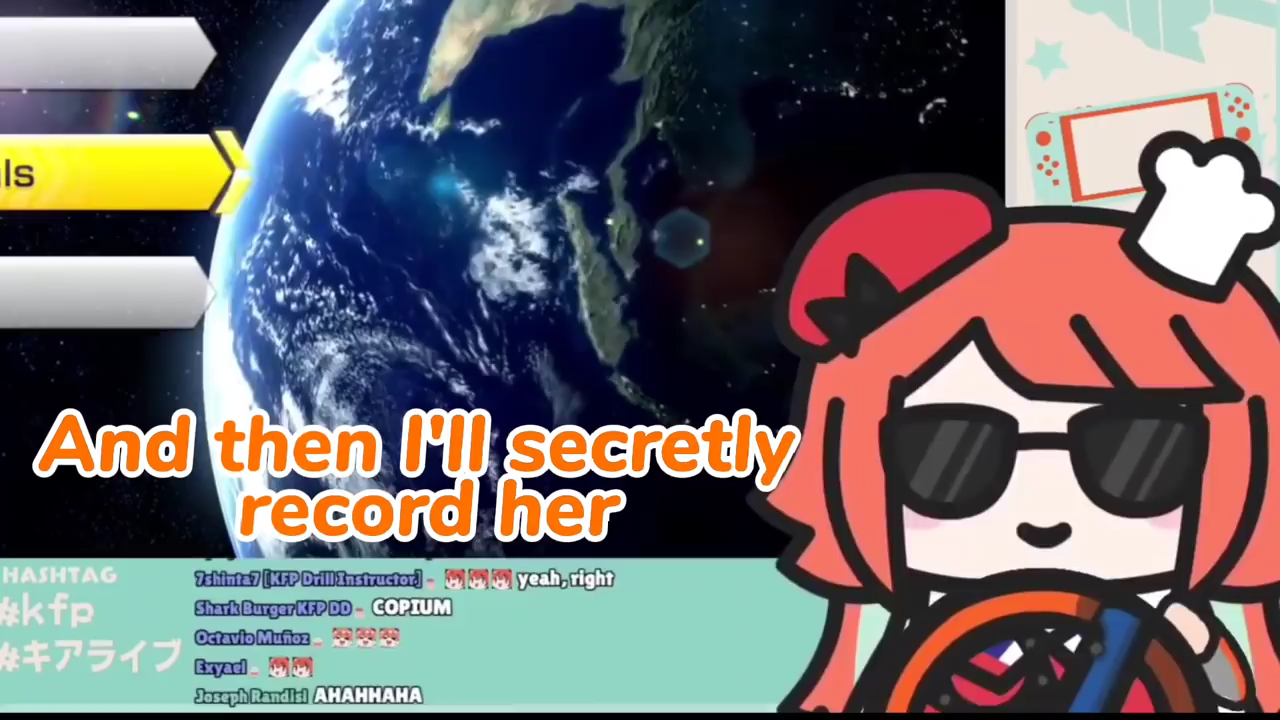 ls
And then I'll secretly
record her
HASHTAG
#kfp
#キアライブ
7shinta7 [KFP Drill Instructor] yeah, right
Shark Burger KFP DD COPIUM
Octavio Muñoz
Exyael
Joseph Randisi AHAHHAHA